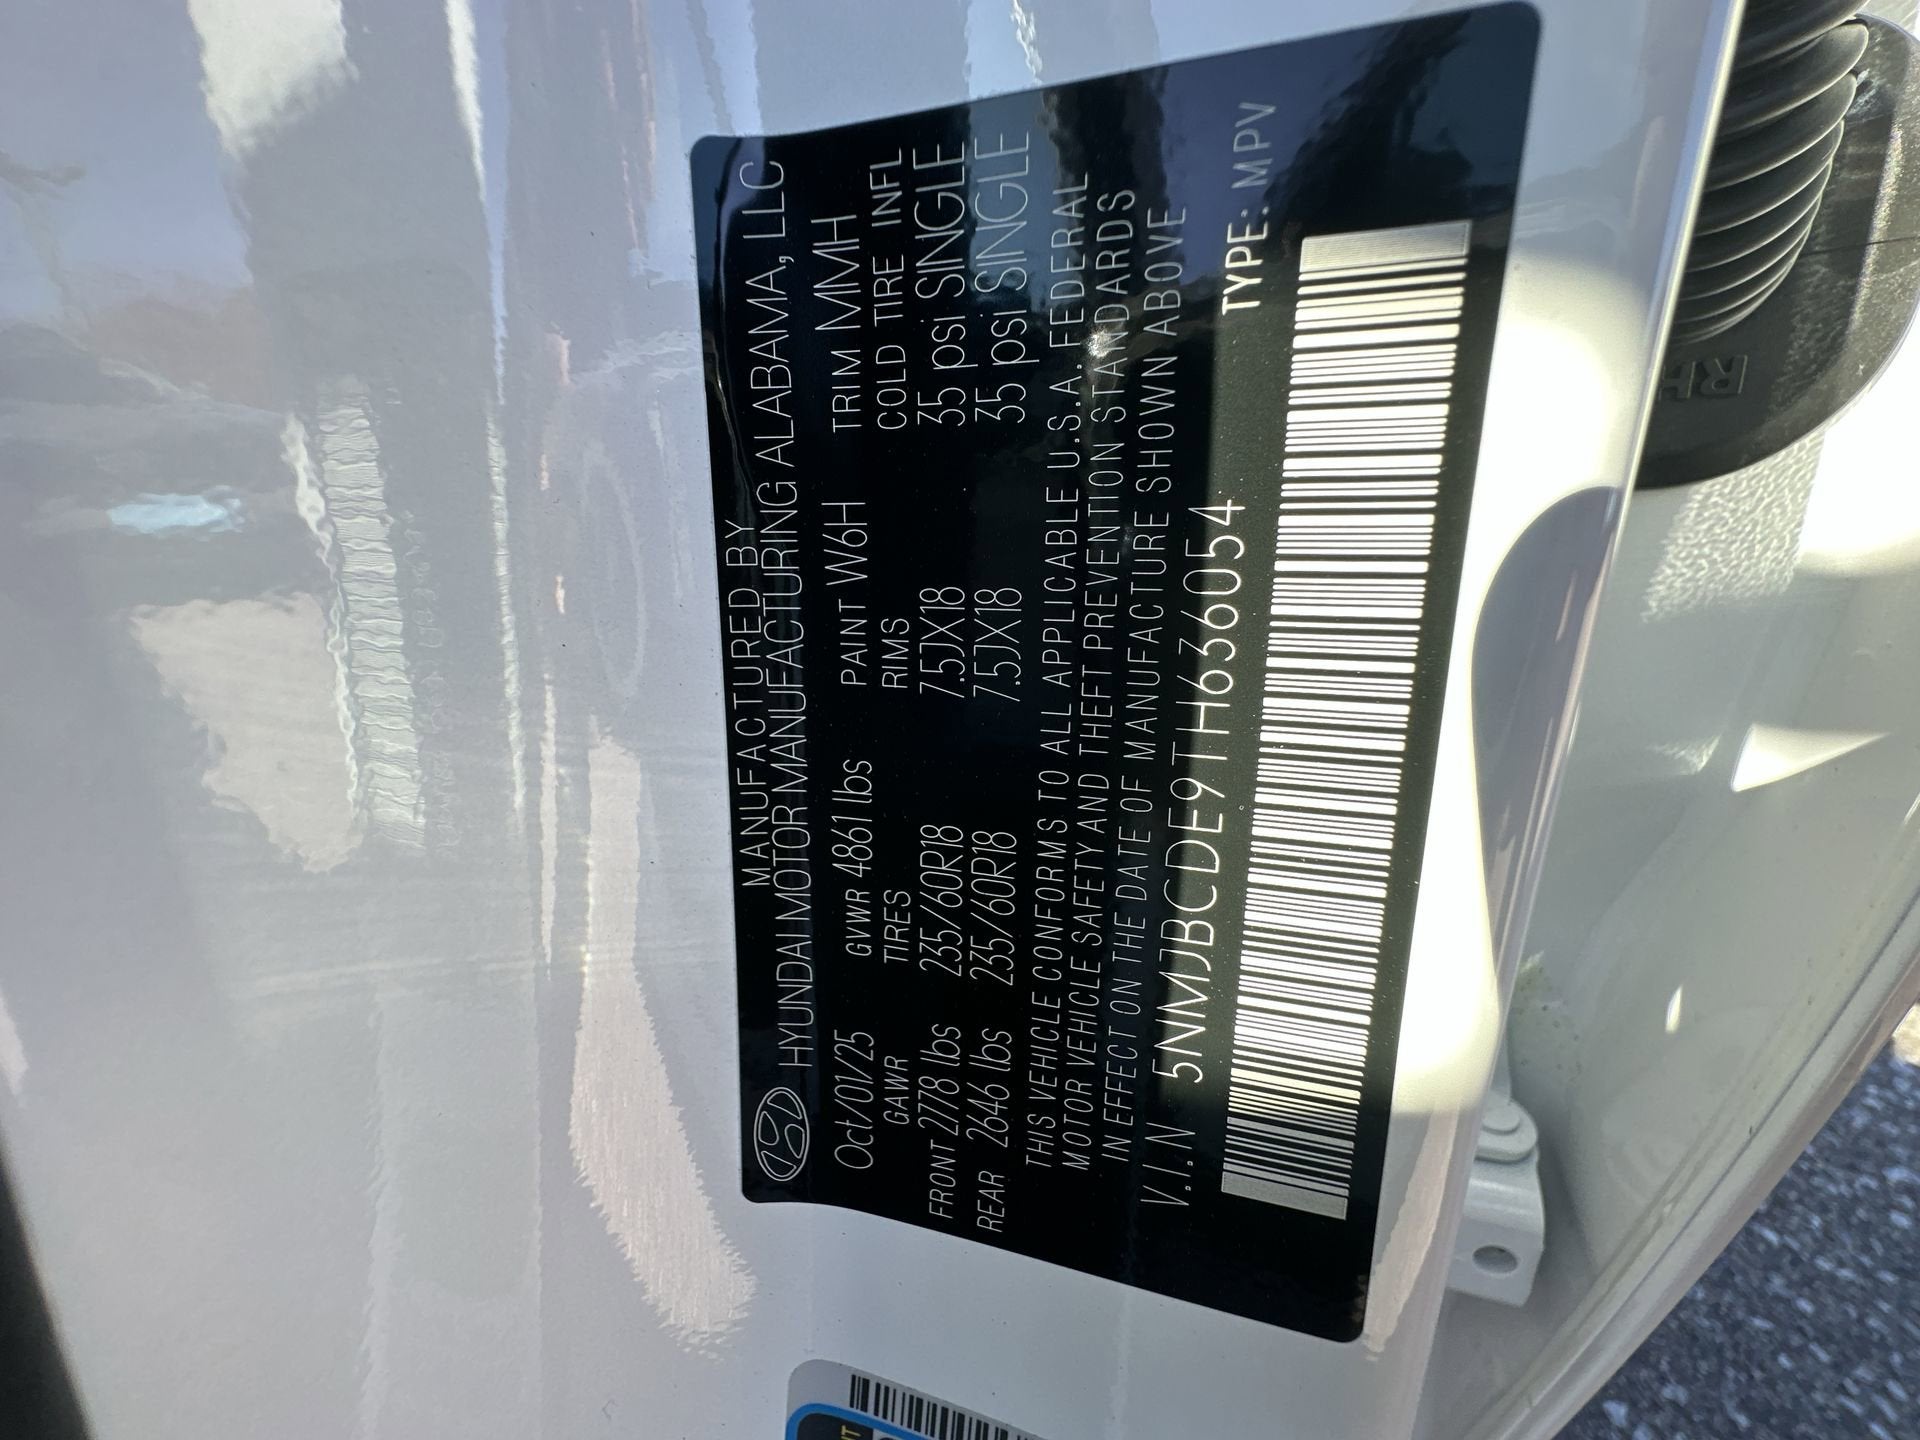 MANUFACTURED BY
HYUNDAI MOTOR MANUFACTURING ALABAMA, LLC
Oct/01/25 GVWR 4861 lbs PAINT W6H TRIM MMH
GAWR TIRES RIMS COLD TIRE INFL
FRONT 2778 lbs 235/60R18 7.5JX18 35 psi SINGLE
REAR 2646 lbs 235/60R18 7.5JX18 35 psi SINGLE
THIS VEHICLE CONFORMS TO ALL APPLICABLE U.S.A. FEDERAL
MOTOR VEHICLE SAFETY AND THEFT PREVENTION STANDARDS
IN EFFECT ON THE DATE OF MANUFACTURE SHOWN ABOVE
V.I.N 5NMJBCDE9TH636054 TYPE: MPV
RH